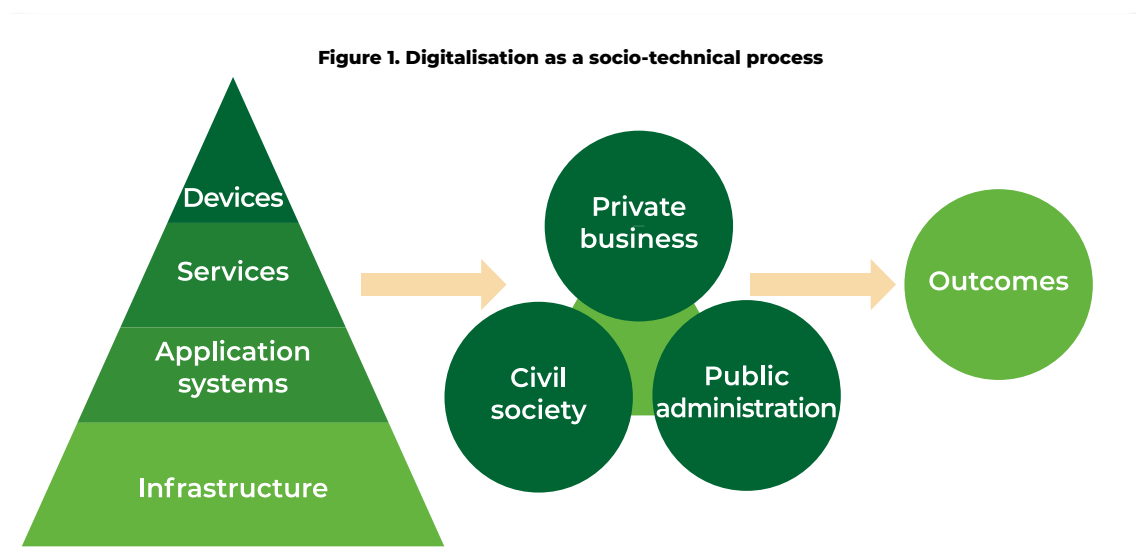 Figure 1. Digitalisation as a socio-technical process
Devices
Services
Application
systems
Infrastructure
Private
business
Civil
society
Public
administration
Outcomes